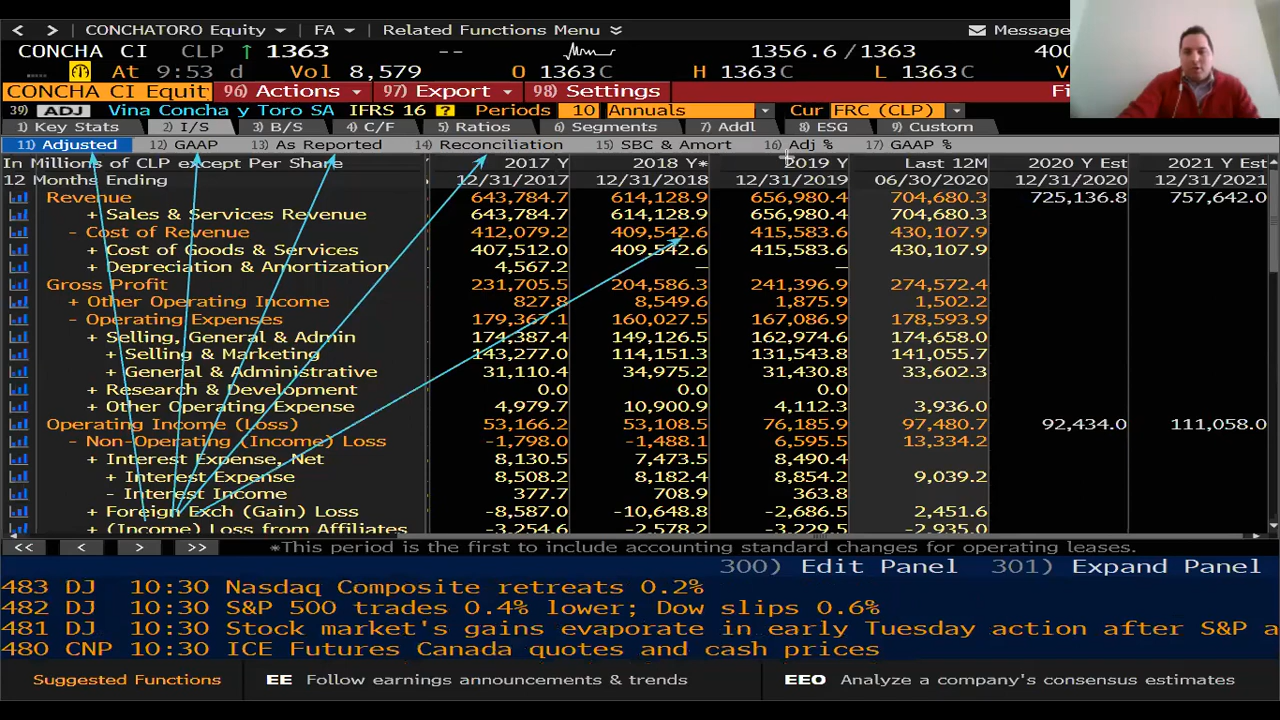 < > CONCHATORO Equity FA Related Functions Menu Message
CONCHA CI CLP ↑ 1363 -- 1356.6 /1363 400
At 9:53 d Vol 8,579 O 1363C H 1363C L 1363C
CONCHA CI Equit 96) Actions 97) Export 98) Settings Fi
39) ADJ Vina Concha y Toro SA IFRS 16 ? Periods 10 Annuals Cur FRC (CLP)
1) Key Stats 2) I/S 3) B/S 4) C/F 5) Ratios 6) Segments 7) Addl 8) ESG 9) Custom
11) Adjusted 12) GAAP 13) As Reported 14) Reconciliation 15) SBC & Amort 16) Adj % 17) GAAP %
In Millions of CLP except Per Share 2017 Y 2018 Y* 2019 Y Last 12M 2020 Y Est 2021 Y Est
12 Months Ending 12/31/2017 12/31/2018 12/31/2019 06/30/2020 12/31/2020 12/31/2021
Revenue 643,784.7 614,128.9 656,980.4 704,680.3 725,136.8 757,642.0
+ Sales & Services Revenue 643,784.7 614,128.9 656,980.4 704,680.3
- Cost of Revenue 412,079.2 409,542.6 415,583.6 430,107.9
+ Cost of Goods & Services 407,512.0 409,542.6 415,583.6 430,107.9
+ Depreciation & Amortization 4,567.2 — —
Gross Profit 231,705.5 204,586.3 241,396.9 274,572.4
+ Other Operating Income 827.8 8,549.6 1,875.9 1,502.2
- Operating Expenses 179,367.1 160,027.5 167,086.9 178,593.9
+ Selling, General & Admin 174,387.4 149,126.5 162,974.6 174,658.0
+ Selling & Marketing 143,277.0 114,151.3 131,543.8 141,055.7
+ General & Administrative 31,110.4 34,975.2 31,430.8 33,602.3
+ Research & Development 0.0 0.0 0.0
+ Other Operating Expense 4,979.7 10,900.9 4,112.3 3,936.0
Operating Income (Loss) 53,166.2 53,108.5 76,185.9 97,480.7 92,434.0 111,058.0
- Non-Operating (Income) Loss -1,798.0 -1,488.1 6,595.5 13,334.2
+ Interest Expense, Net 8,130.5 7,473.5 8,490.4
+ Interest Expense 8,508.2 8,182.4 8,854.2 9,039.2
- Interest Income 377.7 708.9 363.8
+ Foreign Exch (Gain) Loss -8,587.0 -10,648.8 -2,686.5 2,451.6
+ (Income) Loss from Affiliates -3,254.6 -2,578.2 -3,229.5 -2,935.0
<< < > >> *This period is the first to include accounting standard changes for operating leases.
300) Edit Panel 301) Expand Panel
483 DJ 10:30 Nasdaq Composite retreats 0.2%
482 DJ 10:30 S&P 500 trades 0.4% lower; Dow slips 0.6%
481 DJ 10:30 Stock market's gains evaporate in early Tuesday action after S&P a
480 CNP 10:30 ICE Futures Canada quotes and cash prices
Suggested Functions EE Follow earnings announcements & trends EEO Analyze a company's consensus estimates